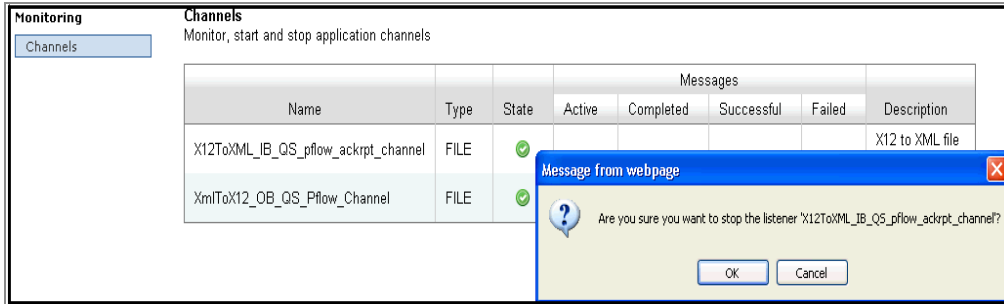 Monitoring
Channels
Channels
Monitor, start and stop application channels
Messages
Name Type State Active Completed Successful Failed Description
X12ToXML_IB_QS_pflow_ackrpt_channel FILE X12 to XML file
XmlToX12_OB_QS_Pflow_Channel FILE
Message from webpage
Are you sure you want to stop the listener 'X12ToXML_IB_QS_pflow_ackrpt_channel'?
OK Cancel